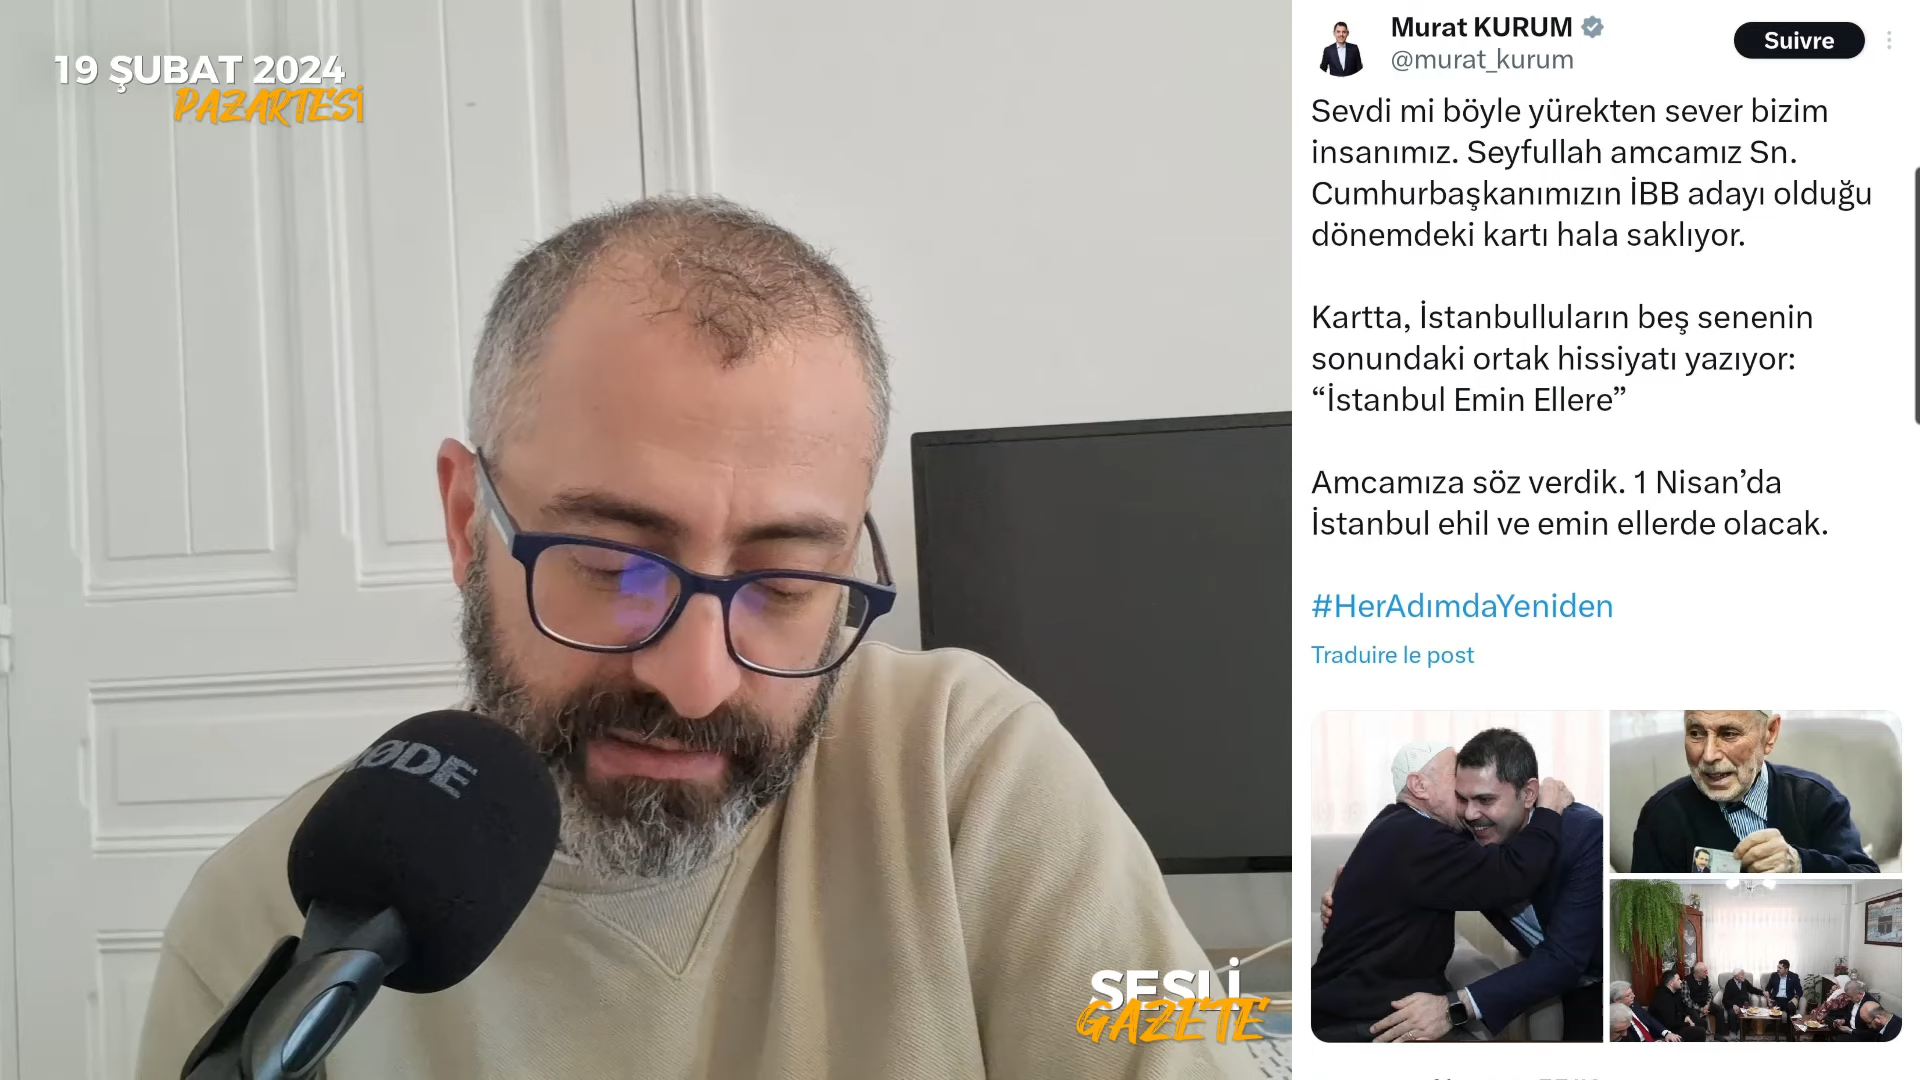 19 ŞUBAT 2024
PAZARTESİ
RØDE
SESLİ
GAZETE
Murat KURUM
@murat_kurum
Suivre
Sevdi mi böyle yürekten sever bizim
insanımız. Seyfullah amcamız Sn.
Cumhurbaşkanımızın İBB adayı olduğu
dönemdeki kartı hala saklıyor.
Kartta, İstanbulluların beş senenin
sonundaki ortak hissiyatı yazıyor:
“İstanbul Emin Ellere”
Amcamıza söz verdik. 1 Nisan’da
İstanbul ehil ve emin ellerde olacak.
#HerAdımdaYeniden
Traduire le post